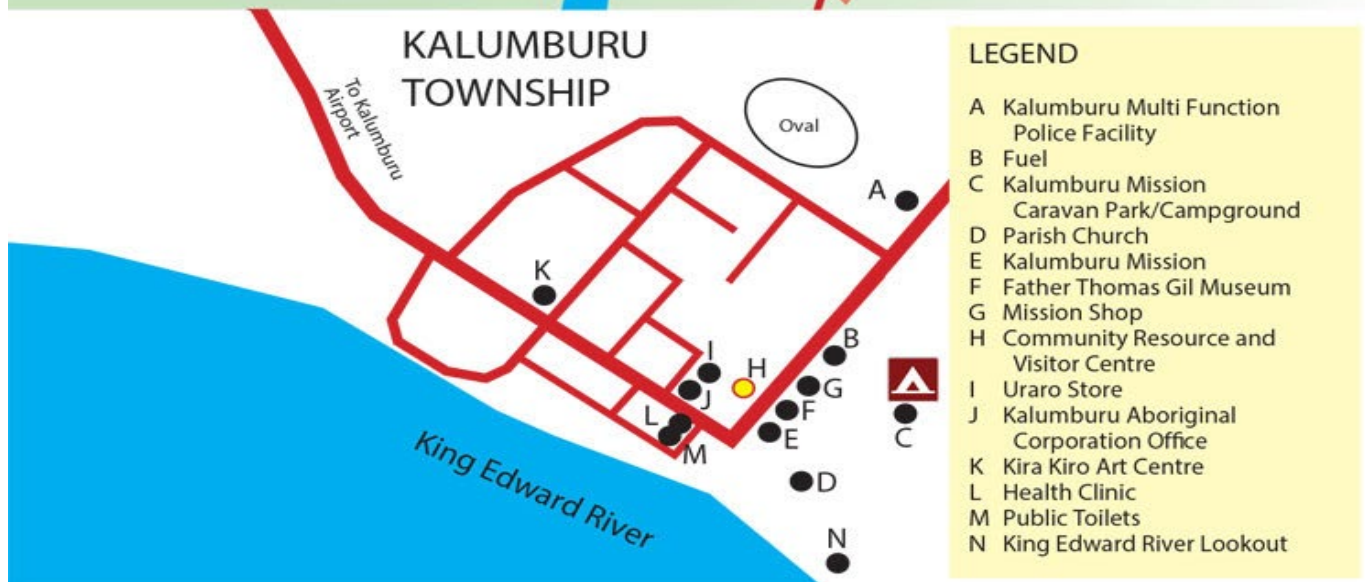 KALUMBURU
TOWNSHIP
To Kalumburu
Airport
Oval
A
K
B
I
H
J
G
F
L
E
M
C
D
N
King Edward River
LEGEND
A Kalumburu Multi Function
Police Facility
B Fuel
C Kalumburu Mission
Caravan Park/Campground
D Parish Church
E Kalumburu Mission
F Father Thomas Gil Museum
G Mission Shop
H Community Resource and
Visitor Centre
I Uraro Store
J Kalumburu Aboriginal
Corporation Office
K Kira Kiro Art Centre
L Health Clinic
M Public Toilets
N King Edward River Lookout